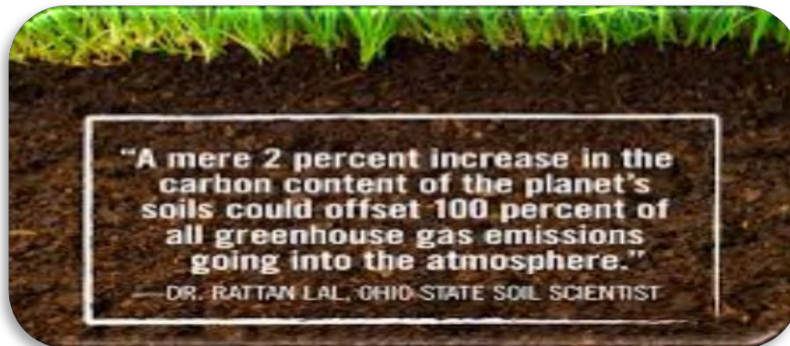 “A mere 2 percent increase in the
carbon content of the planet's
soils could offset 100 percent of
all greenhouse gas emissions
going into the atmosphere.”
—DR. RATTAN LAL, OHIO STATE SOIL SCIENTIST